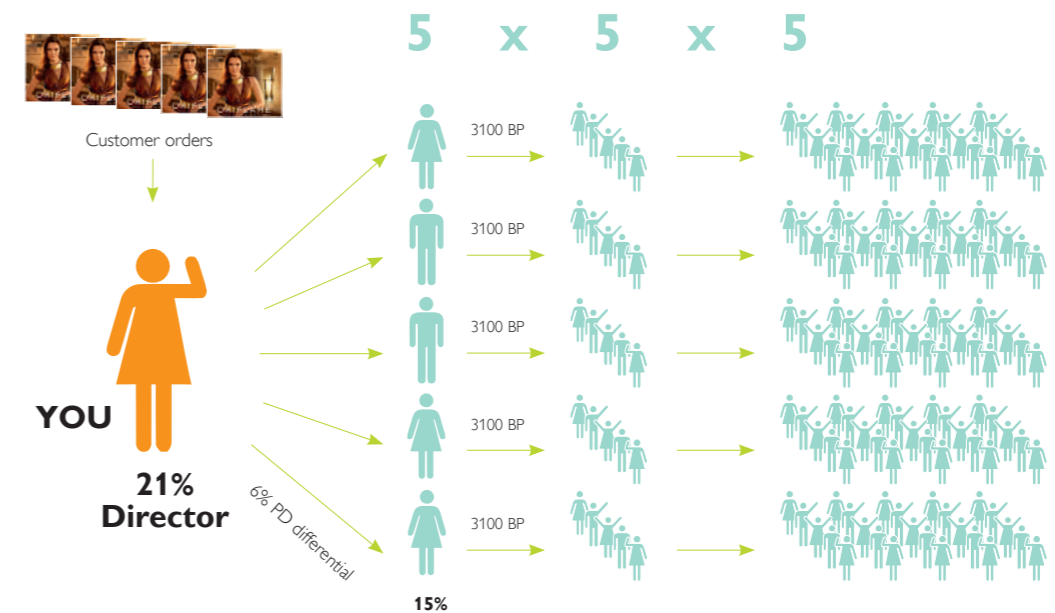 5 x 5 x 5
Customer orders
3100 BP
3100 BP
3100 BP
3100 BP
3100 BP
YOU
21%
Director
6% PD differential
15%